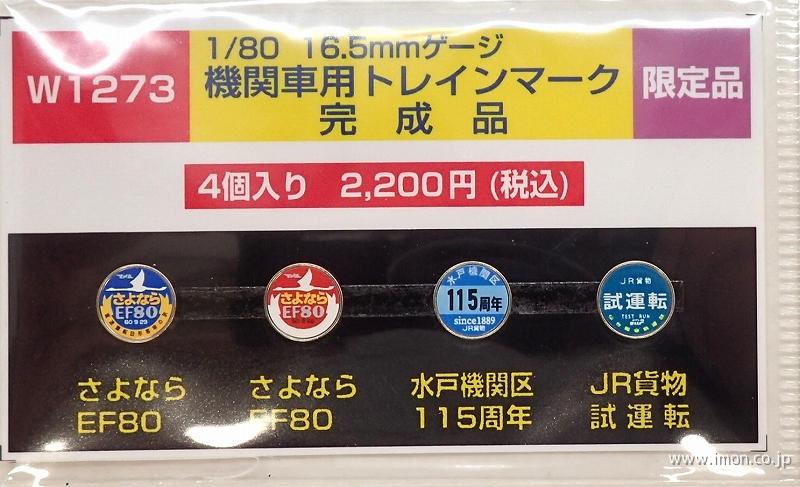 W1273
1/80 16.5mmゲージ
機関車用トレインマーク
完成品
限定品
4個入り 2,200円 (税込)
さよなら
EF80
60 9 29
さよなら
EF80
水戸機関区
115周年
since1889
JR貨物
JR貨物
試運転
TEST RUN
さよなら
EF80
さよなら
EF80
水戸機関区
115周年
JR貨物
試運転
www.imon.co.jp